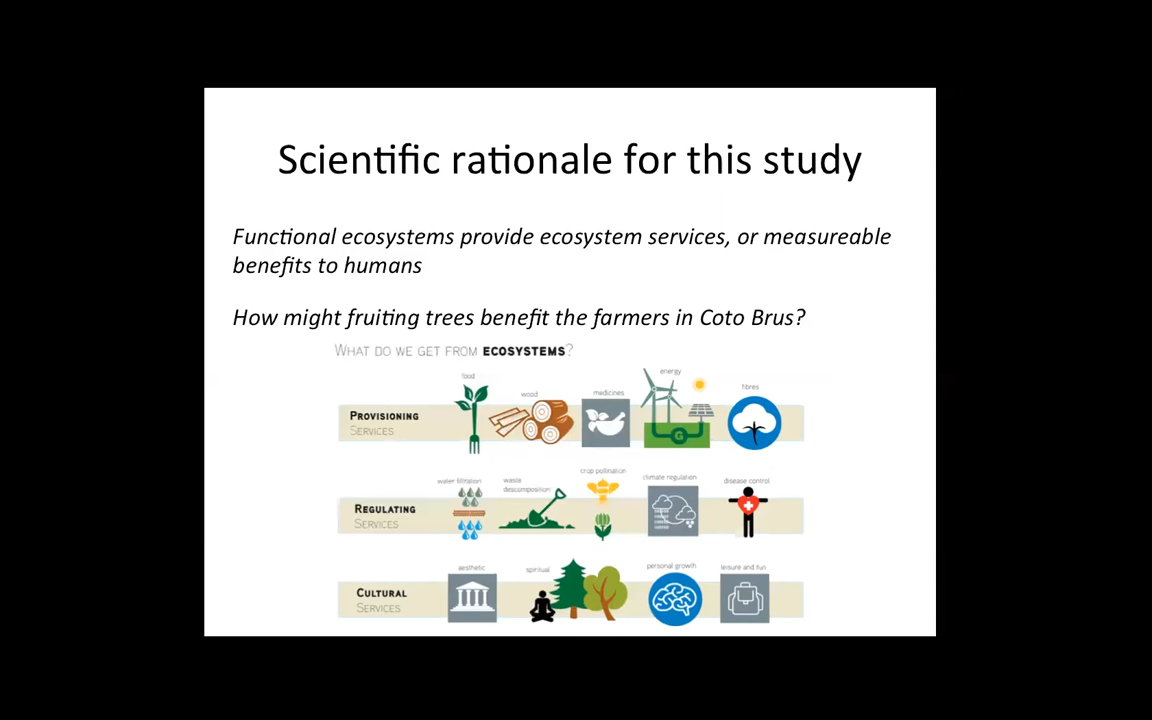 Scientific rationale for this study
Functional ecosystems provide ecosystem services, or measureable
benefits to humans
How might fruiting trees benefit the farmers in Coto Brus?
WHAT DO WE GET FROM ECOSYSTEMS?
PROVISIONING
SERVICES
food
wood
medicines
energy
fibres
G
REGULATING
SERVICES
water filtration
waste
descomposition
crop pollination
climate regulation
disease control
CULTURAL
SERVICES
aesthetic
spiritual
personal growth
leisure and fun